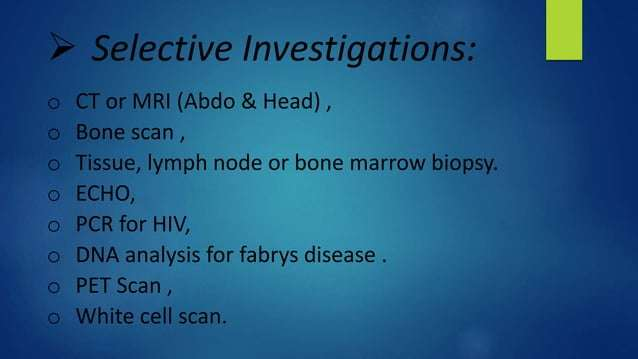 ➢ Selective Investigations:
o CT or MRI (Abdo & Head) ,
o Bone scan ,
o Tissue, lymph node or bone marrow biopsy.
o ECHO,
o PCR for HIV,
o DNA analysis for fabrys disease .
o PET Scan ,
o White cell scan.